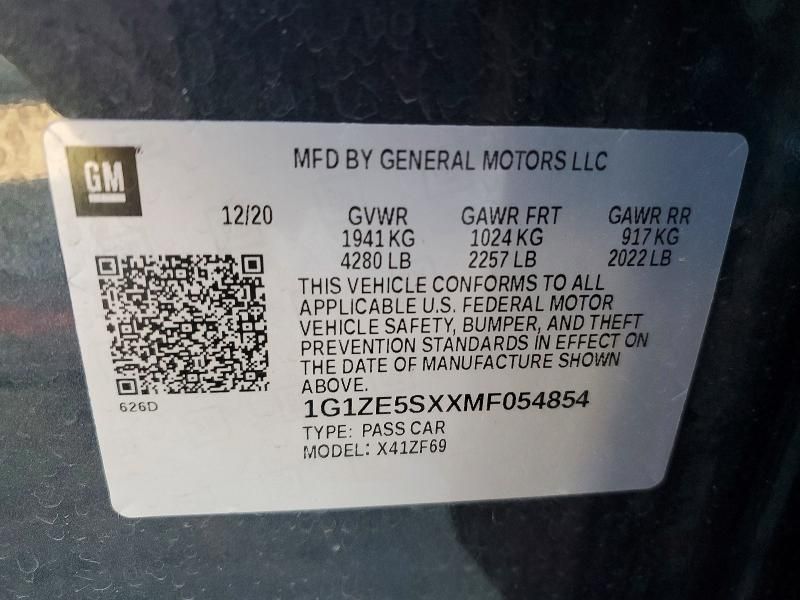 GM
MFD BY GENERAL MOTORS LLC
12/20 GVWR GAWR FRT GAWR RR
1941 KG 1024 KG 917 KG
4280 LB 2257 LB 2022 LB
THIS VEHICLE CONFORMS TO ALL
APPLICABLE U.S. FEDERAL MOTOR
VEHICLE SAFETY, BUMPER, AND THEFT
PREVENTION STANDARDS IN EFFECT ON
THE DATE OF MANUFACTURE SHOWN
ABOVE.
626D
1G1ZE5SXXMF054854
TYPE: PASS CAR
MODEL: X41ZF69